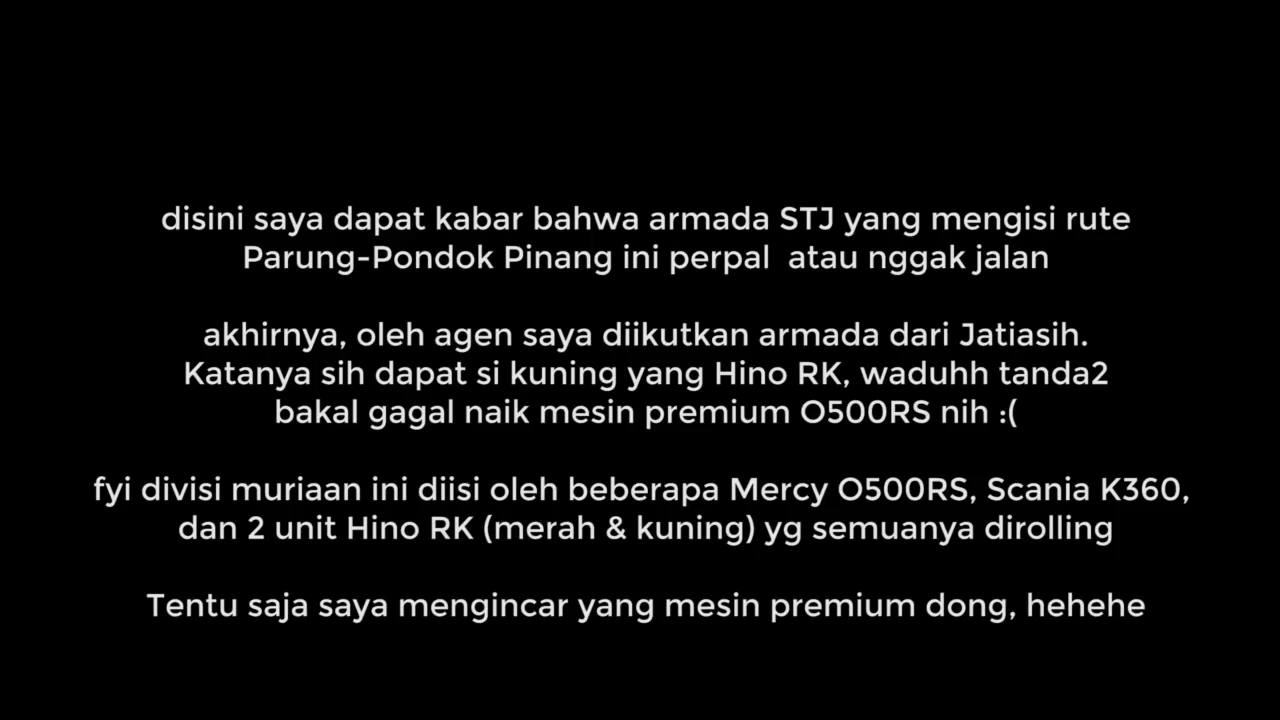 disini saya dapat kabar bahwa armada STJ yang mengisi rute
Parung-Pondok Pinang ini perpal atau nggak jalan
akhirnya, oleh agen saya diikutkan armada dari Jatiasih.
Katanya sih dapat si kuning yang Hino RK, waduhh tanda2
bakal gagal naik mesin premium O500RS nih :(
fyi divisi muriaan ini diisi oleh beberapa Mercy O500RS, Scania K360,
dan 2 unit Hino RK (merah & kuning) yg semuanya dirolling
Tentu saja saya mengincar yang mesin premium dong, hehehe